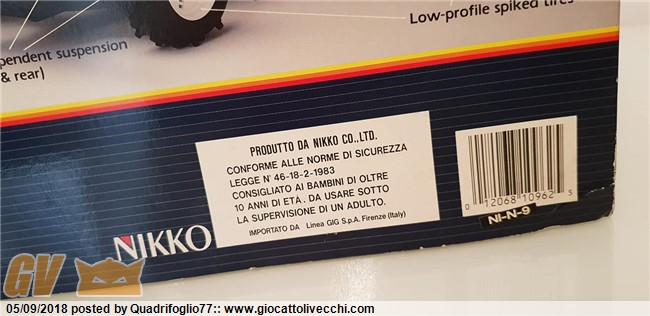 Low-profile spiked tires
pendent suspension
& rear)
PRODUTTO DA NIKKO CO.,LTD.
CONFORME ALLE NORME DI SICUREZZA
LEGGE N° 46-18-2-1983
CONSIGLIATO AI BAMBINI DI OLTRE
10 ANNI DI ETÀ. DA USARE SOTTO
LA SUPERVISIONE DI UN ADULTO.
IMPORTATO DA Linea GIG S.p.A. Firenze (Italy)
NIKKO
0 12068 10962 5
NI-N-9
GV
05/09/2018 posted by Quadrifoglio77:: www.giocattolivecchi.com